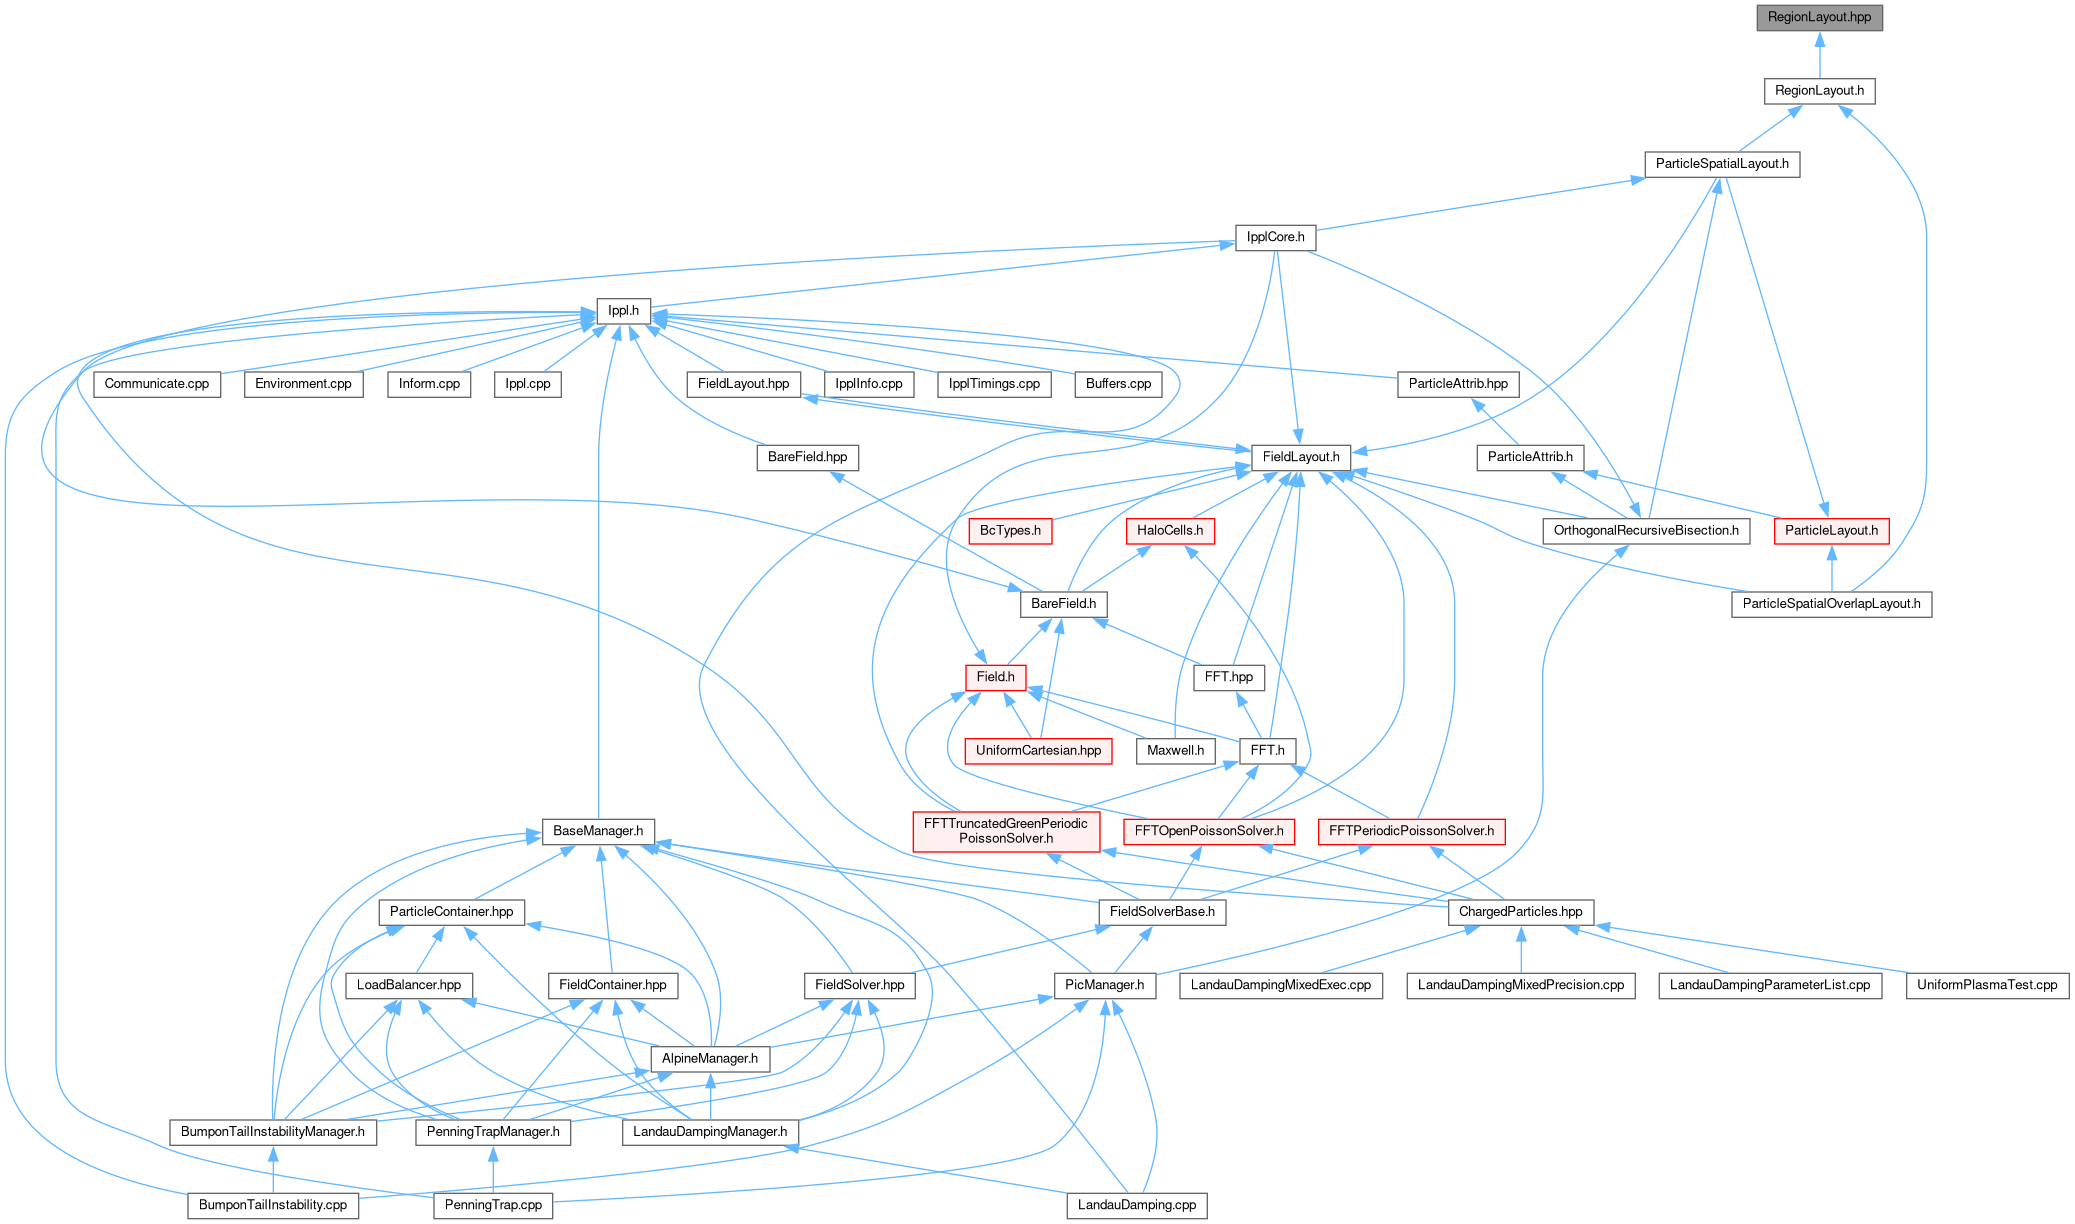 RegionLayout.hpp
RegionLayout.h
ParticleSpatialLayout.h
IpplCore.h
Ippl.h
Communicate.cpp
Environment.cpp
Inform.cpp
Ippl.cpp
FieldLayout.hpp
IpplInfo.cpp
IpplTimings.cpp
Buffers.cpp
ParticleAttrib.hpp
BareField.hpp
FieldLayout.h
ParticleAttrib.h
BcTypes.h
HaloCells.h
OrthogonalRecursiveBisection.h
ParticleLayout.h
BareField.h
ParticleSpatialOverlapLayout.h
Field.h
FFT.hpp
UniformCartesian.hpp
Maxwell.h
FFT.h
BaseManager.h
FFTTruncatedGreenPeriodic
PoissonSolver.h
FFTOpenPoissonSolver.h
FFTPeriodicPoissonSolver.h
ParticleContainer.hpp
FieldSolverBase.h
ChargedParticles.hpp
LoadBalancer.hpp
FieldContainer.hpp
FieldSolver.hpp
PicManager.h
LandauDampingMixedExec.cpp
LandauDampingMixedPrecision.cpp
LandauDampingParameterList.cpp
UniformPlasmaTest.cpp
AlpineManager.h
BumponTailInstabilityManager.h
PenningTrapManager.h
LandauDampingManager.h
BumponTailInstability.cpp
PenningTrap.cpp
LandauDamping.cpp